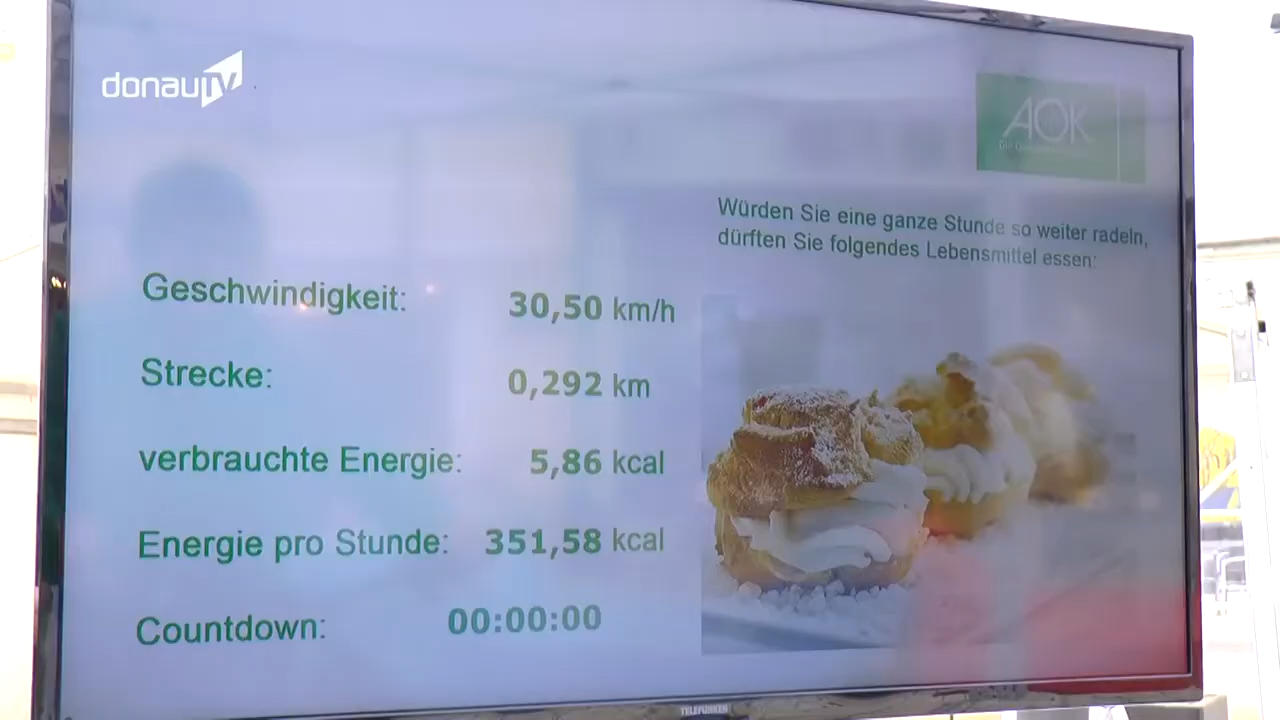 donauTV
AOK
Würden Sie eine ganze Stunde so weiter radeln,
dürften Sie folgendes Lebensmittel essen:
Geschwindigkeit: 30,50 km/h
Strecke: 0,292 km
verbrauchte Energie: 5,86 kcal
Energie pro Stunde: 351,58 kcal
Countdown: 00:00:00
TELEFUNKEN